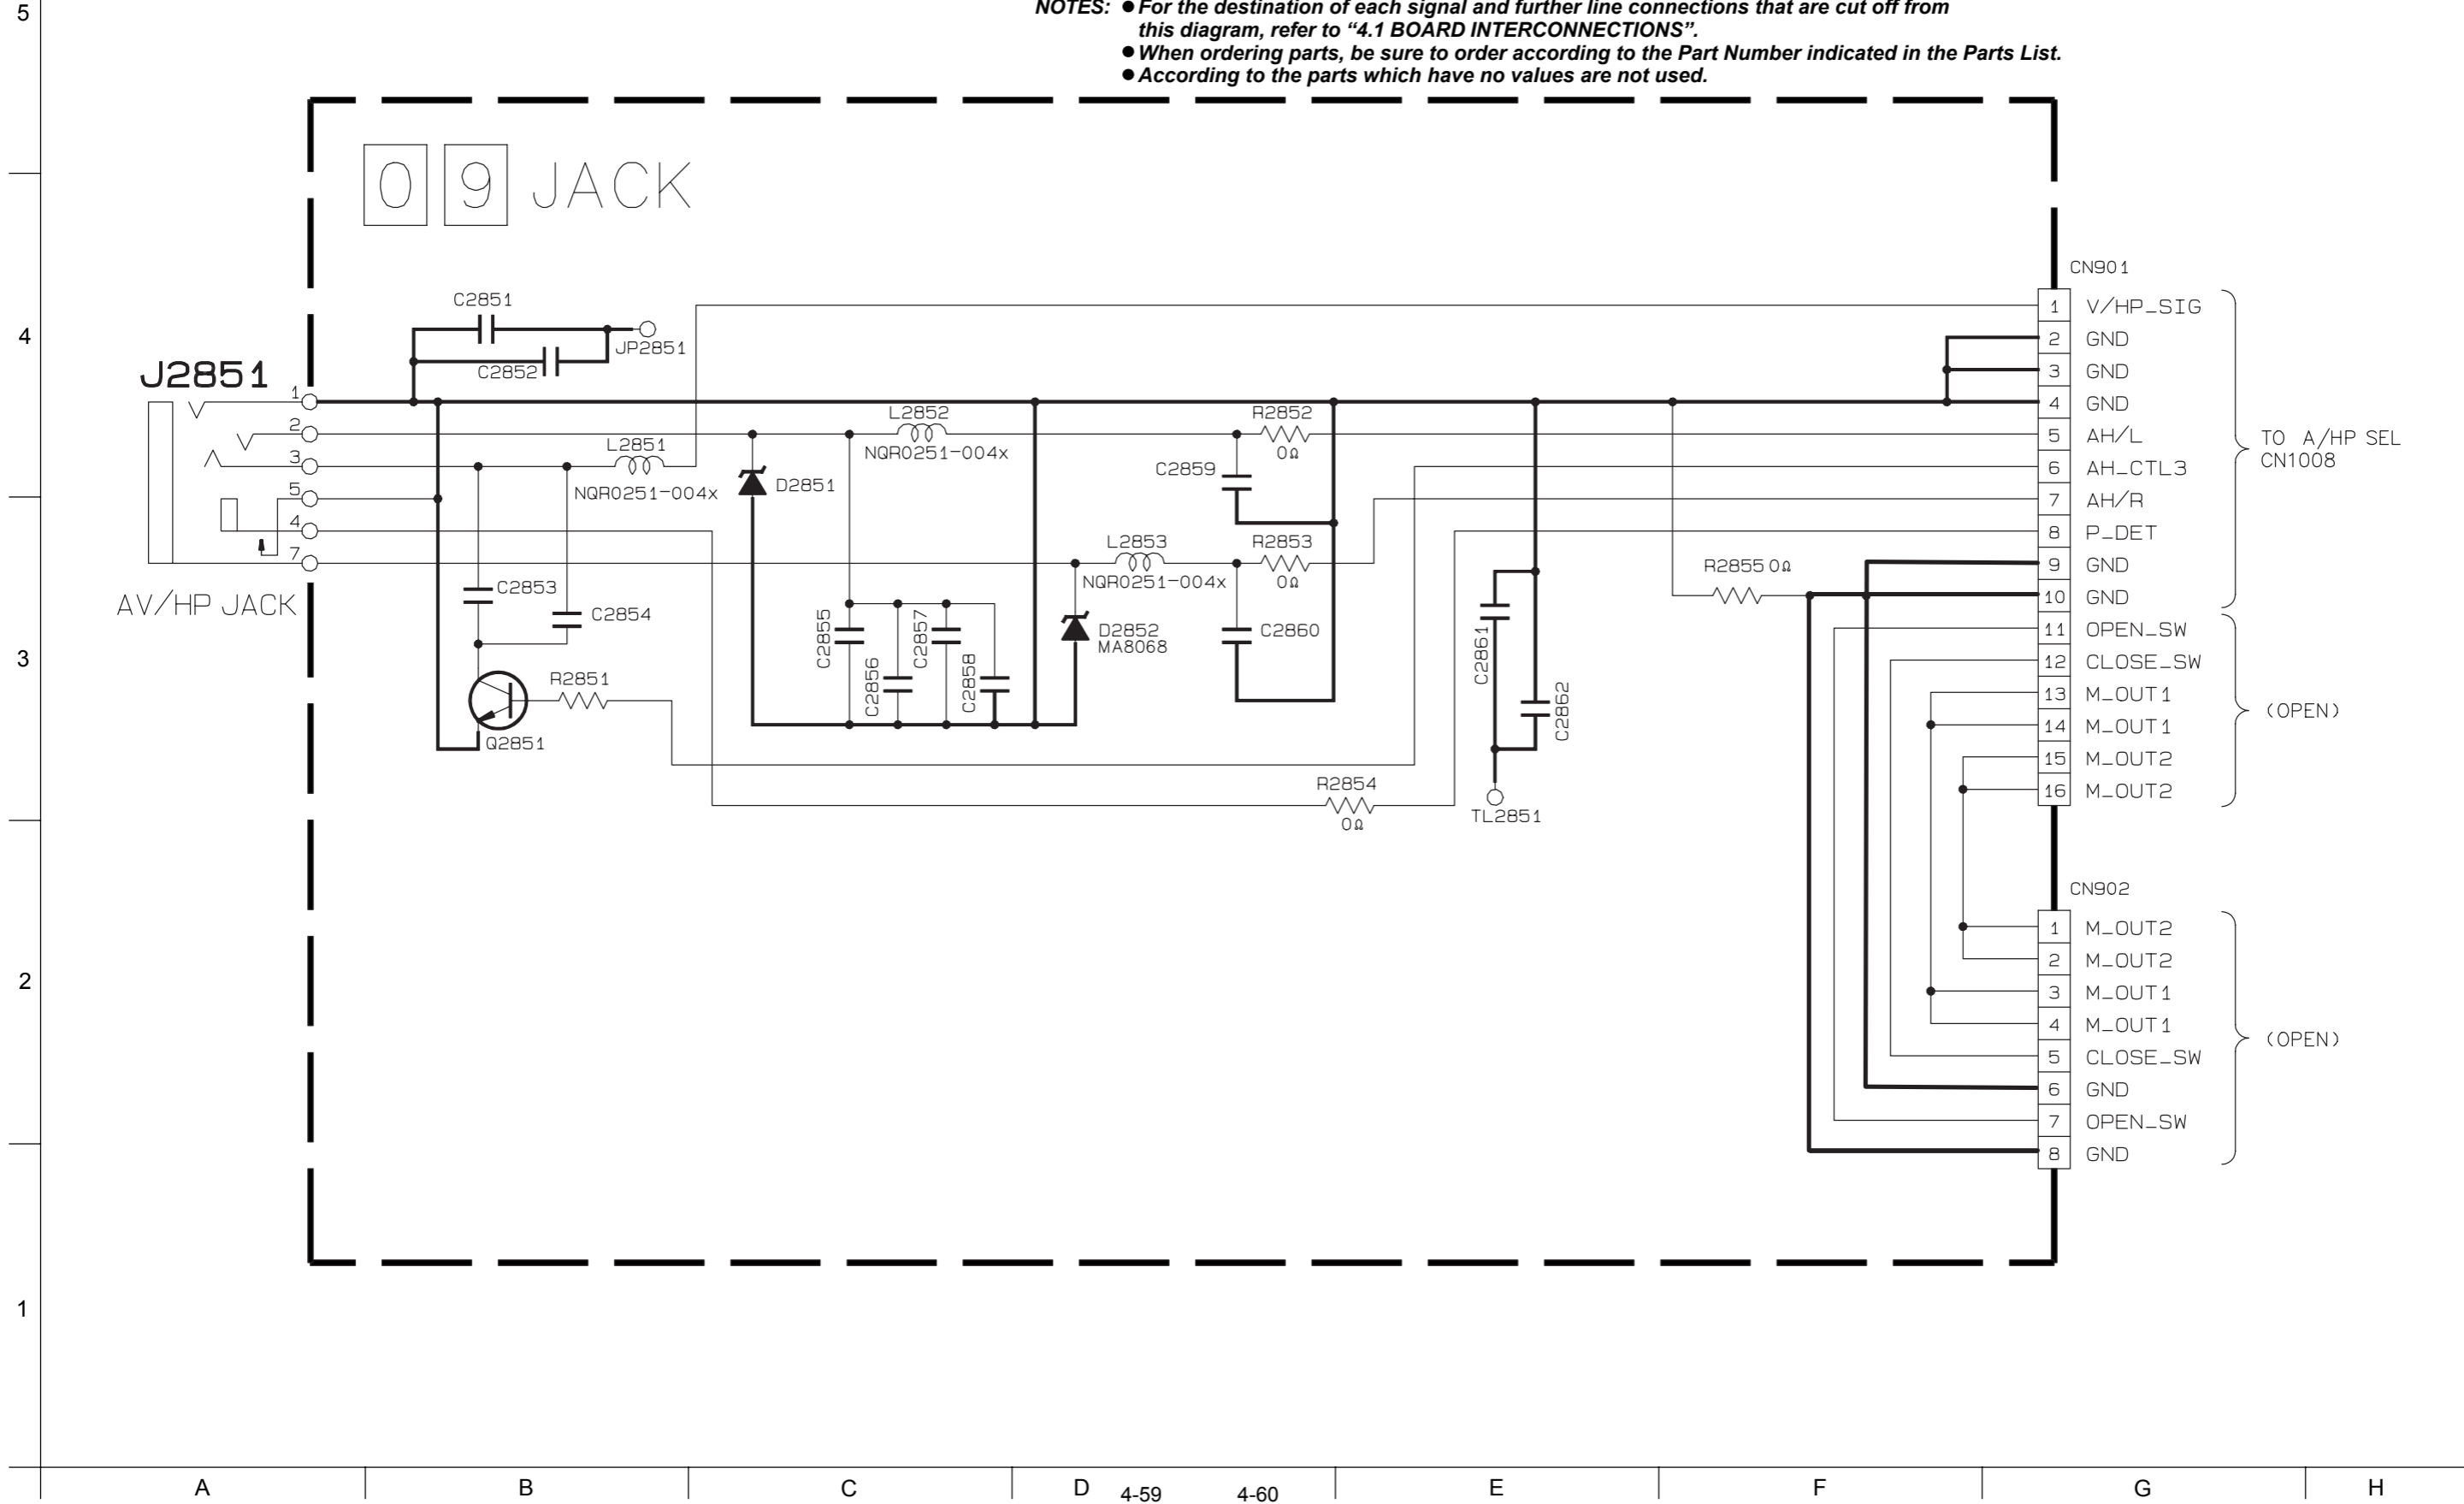 5
NOTES: ● For the destination of each signal and further line connections that are cut off from
this diagram, refer to “4.1 BOARD INTERCONNECTIONS”.
● When ordering parts, be sure to order according to the Part Number indicated in the Parts List.
● According to the parts which have no values are not used.
0 9 JACK
CN901
C2851
1 V/HP_SIG
4
JP2851
2 GND
C2852
3 GND
J2851
1
4 GND
L2852
R2852
2
5 AH/L
TO A/HP SEL
CN1008
L2851
NQR0251-004x
0Ω
3
C2859
6 AH_CTL3
NQR0251-004x
D2851
5
7 AH/R
4
8 P_DET
L2853
R2853
7
NQR0251-004x
0Ω
R2855 0Ω
9 GND
C2853
AV/HP JACK
10 GND
C2854
C2855
C2857
D2852
MA8068
C2860
C2861
11 OPEN_SW
3
12 CLOSE_SW
R2851
C2856
C2858
C2862
13 M_OUT1
(OPEN)
14 M_OUT1
Q2851
15 M_OUT2
R2854
16 M_OUT2
0Ω
TL2851
CN902
1 M_OUT2
2
2 M_OUT2
3 M_OUT1
4 M_OUT1
(OPEN)
5 CLOSE_SW
6 GND
7 OPEN_SW
8 GND
1
A B C D 4-59 4-60 E F G H